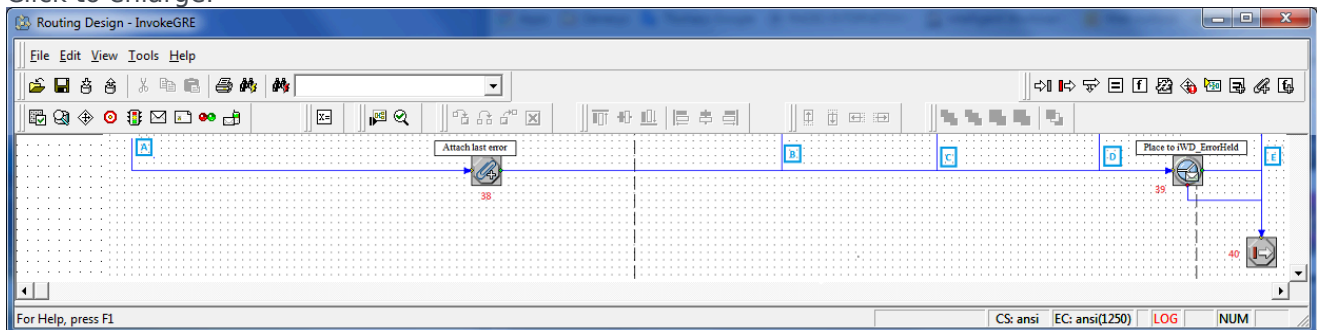 Click to enlarge.
Routing Design - InvokeGRE
File Edit View Tools Help
A
Attach last error
B
C
D
Place to iWD_ErrorHeld
E
38
39
40
For Help, press F1
CS: ansi EC: ansi(1250) LOG NUM